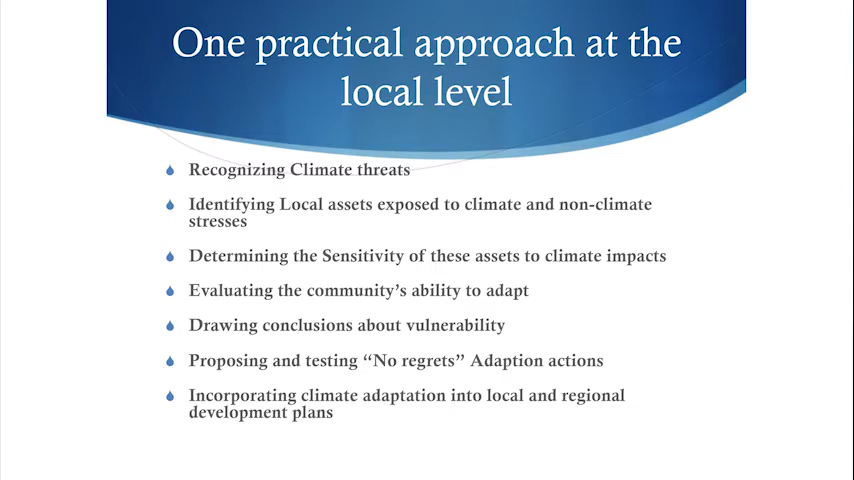 One practical approach at the
local level
Recognizing Climate threats
Identifying Local assets exposed to climate and non-climate
stresses
Determining the Sensitivity of these assets to climate impacts
Evaluating the community’s ability to adapt
Drawing conclusions about vulnerability
Proposing and testing “No regrets” Adaption actions
Incorporating climate adaptation into local and regional
development plans